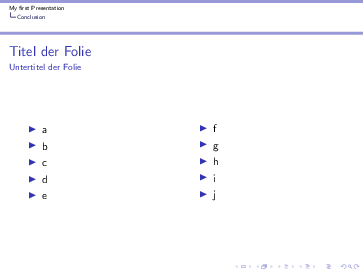 My first Presentation
Conclusion
Titel der Folie
Untertitel der Folie
a
b
c
d
e
f
g
h
i
j